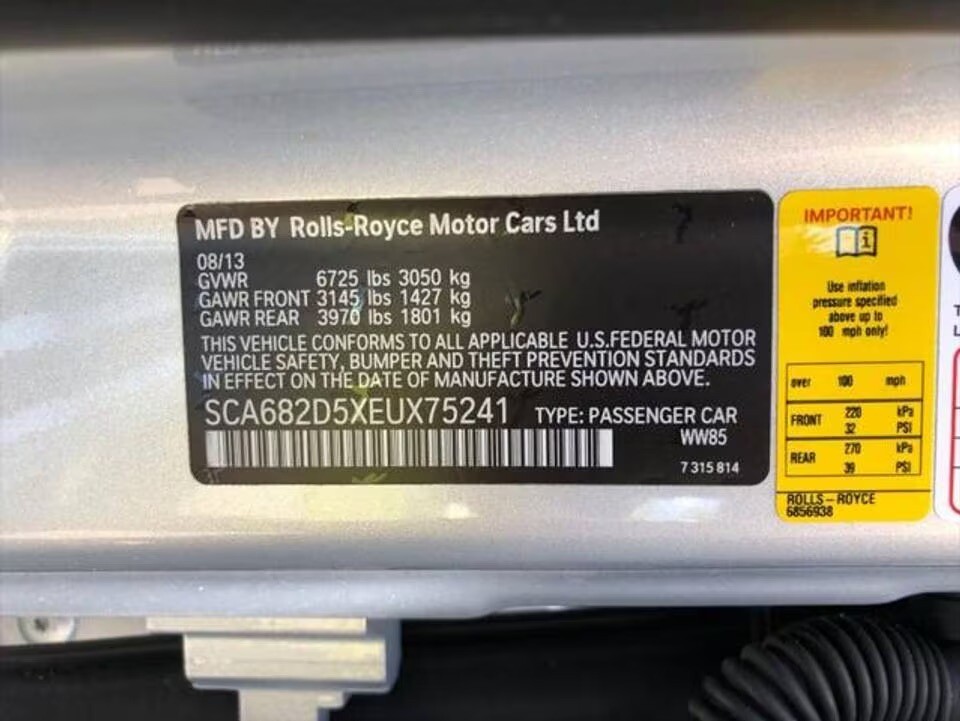 MFD BY Rolls-Royce Motor Cars Ltd
08/13
GVWR 6725 lbs 3050 kg
GAWR FRONT 3145 lbs 1427 kg
GAWR REAR 3970 lbs 1801 kg
THIS VEHICLE CONFORMS TO ALL APPLICABLE U.S.FEDERAL MOTOR
VEHICLE SAFETY, BUMPER AND THEFT PREVENTION STANDARDS
IN EFFECT ON THE DATE OF MANUFACTURE SHOWN ABOVE.
SCA682D5XEUX75241 TYPE: PASSENGER CAR
WW85
7 315 814
IMPORTANT!
i
Use inflation
pressure specified
above up to
100 mph only!
over 100 mph
FRONT 220 kPa
32 PSI
REAR 270 kPa
39 PSI
ROLLS-ROYCE
6856938